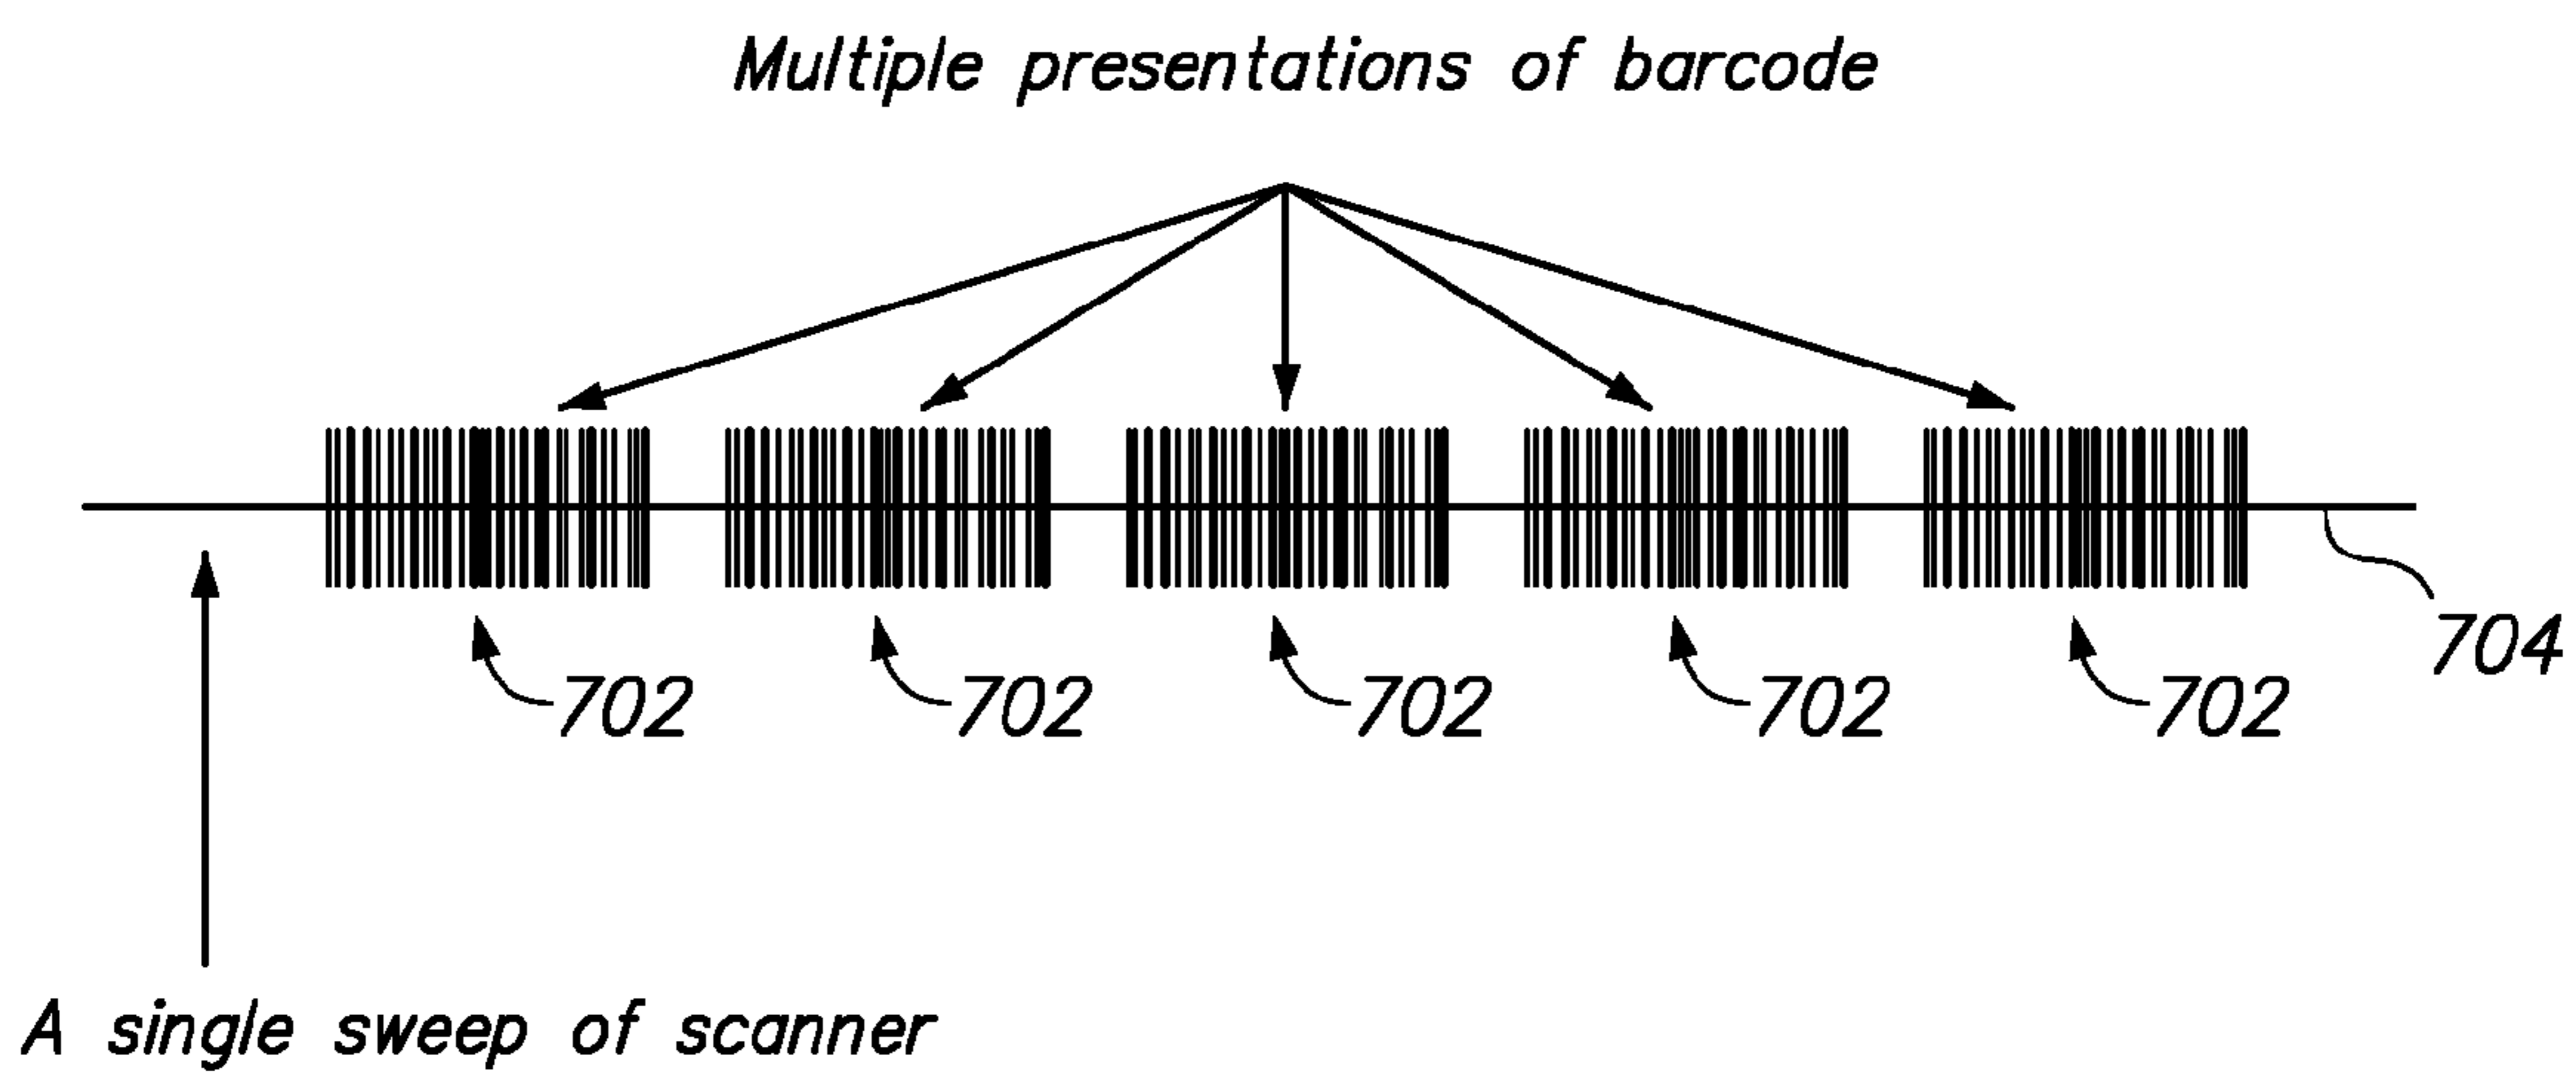 Multiple presentations of barcode
704
702 702 702 702 702
A single sweep of scanner